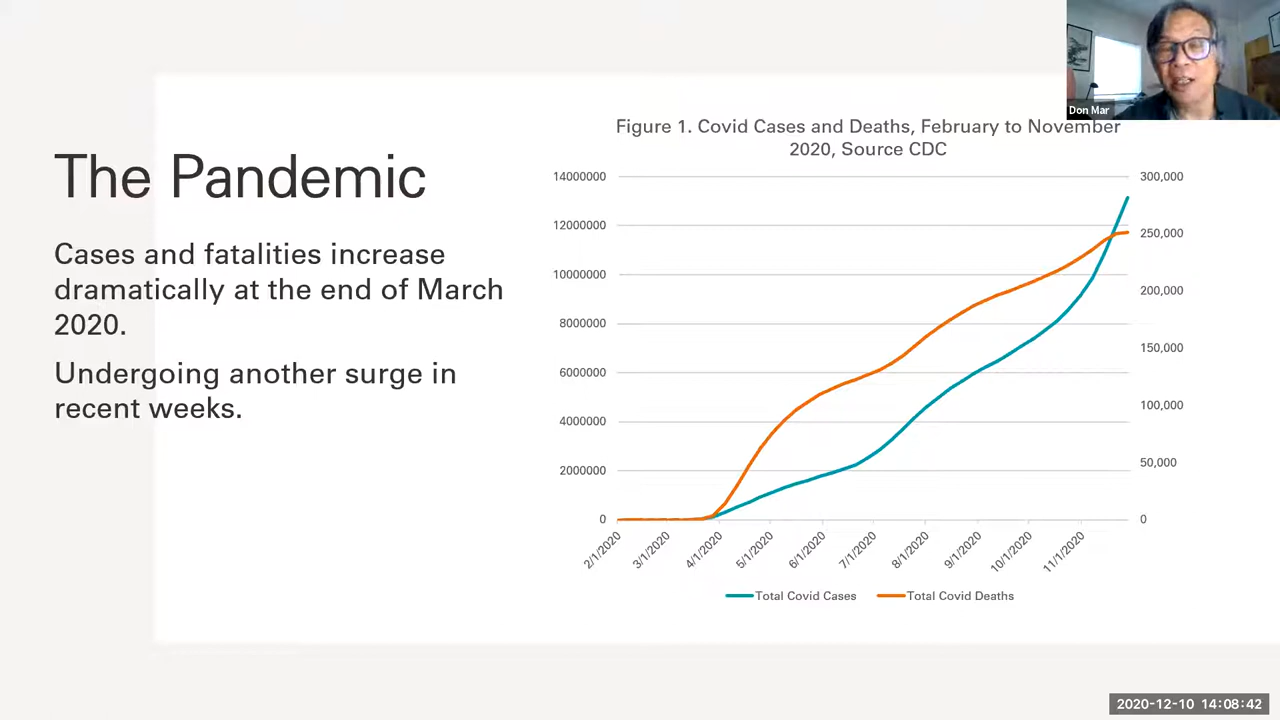 Don Mar
The Pandemic
Cases and fatalities increase
dramatically at the end of March
2020.
Undergoing another surge in
recent weeks.
Figure 1. Covid Cases and Deaths, February to November
2020, Source CDC
14000000
12000000
10000000
8000000
6000000
4000000
2000000
0
300,000
250,000
200,000
150,000
100,000
50,000
0
2/1/2020
3/1/2020
4/1/2020
5/1/2020
6/1/2020
7/1/2020
8/1/2020
9/1/2020
10/1/2020
11/1/2020
Total Covid Cases
Total Covid Deaths
2020-12-10 14:08:42